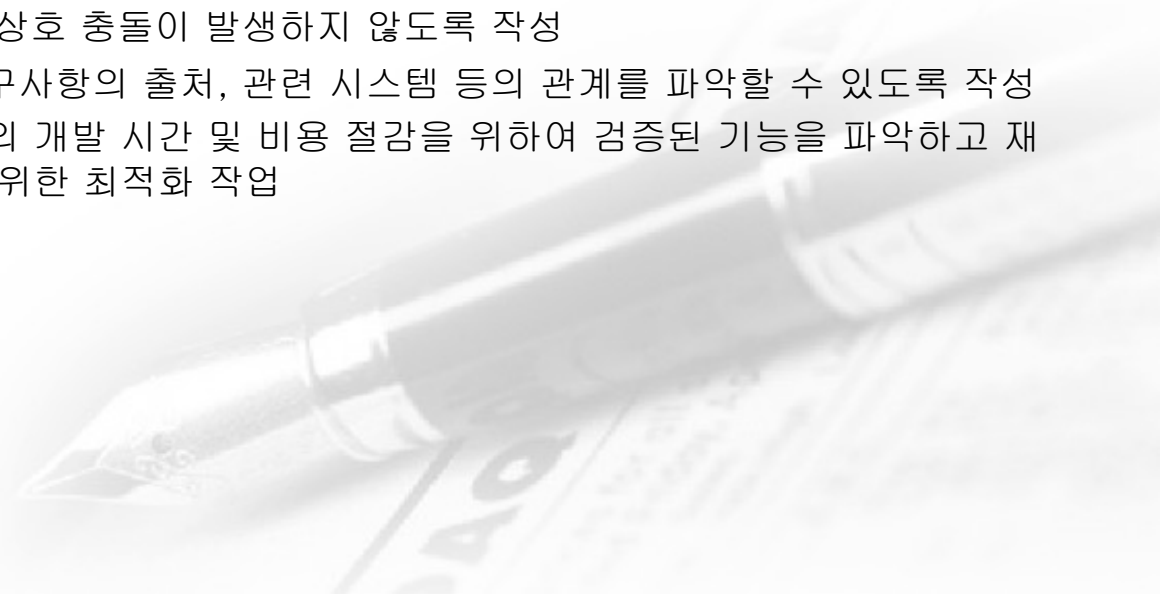 상호 충돌이 발생하지 않도록 작성
구사항의 출처, 관련 시스템 등의 관계를 파악할 수 있도록 작성
의 개발 시간 및 비용 절감을 위하여 검증된 기능을 파악하고 재
위한 최적화 작업